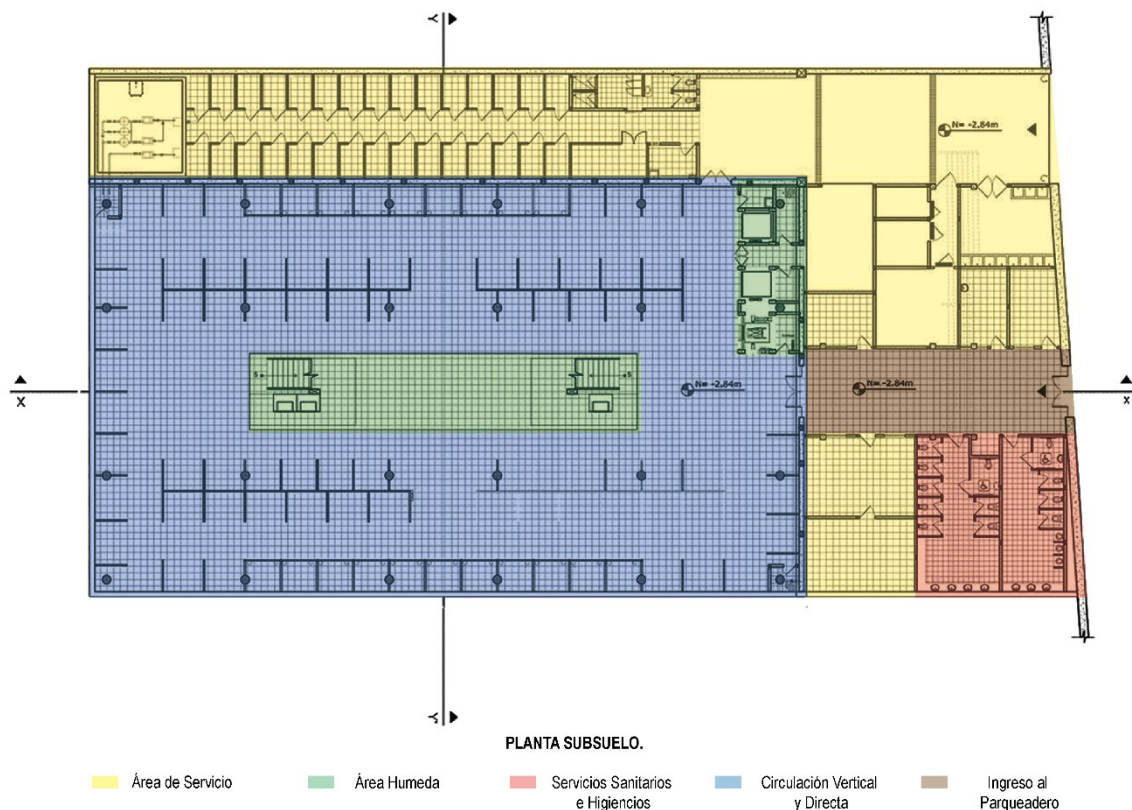 Y
N= -2.84m
S
S
N= -2.84m
N= -2.84m
X
X
Y'
PLANTA SUBSUELO.
Área de Servicio
Área Humeda
Servicios Sanitarios
e Higiencios
Circulación Vertical
y Directa
Ingreso al
Parqueadero